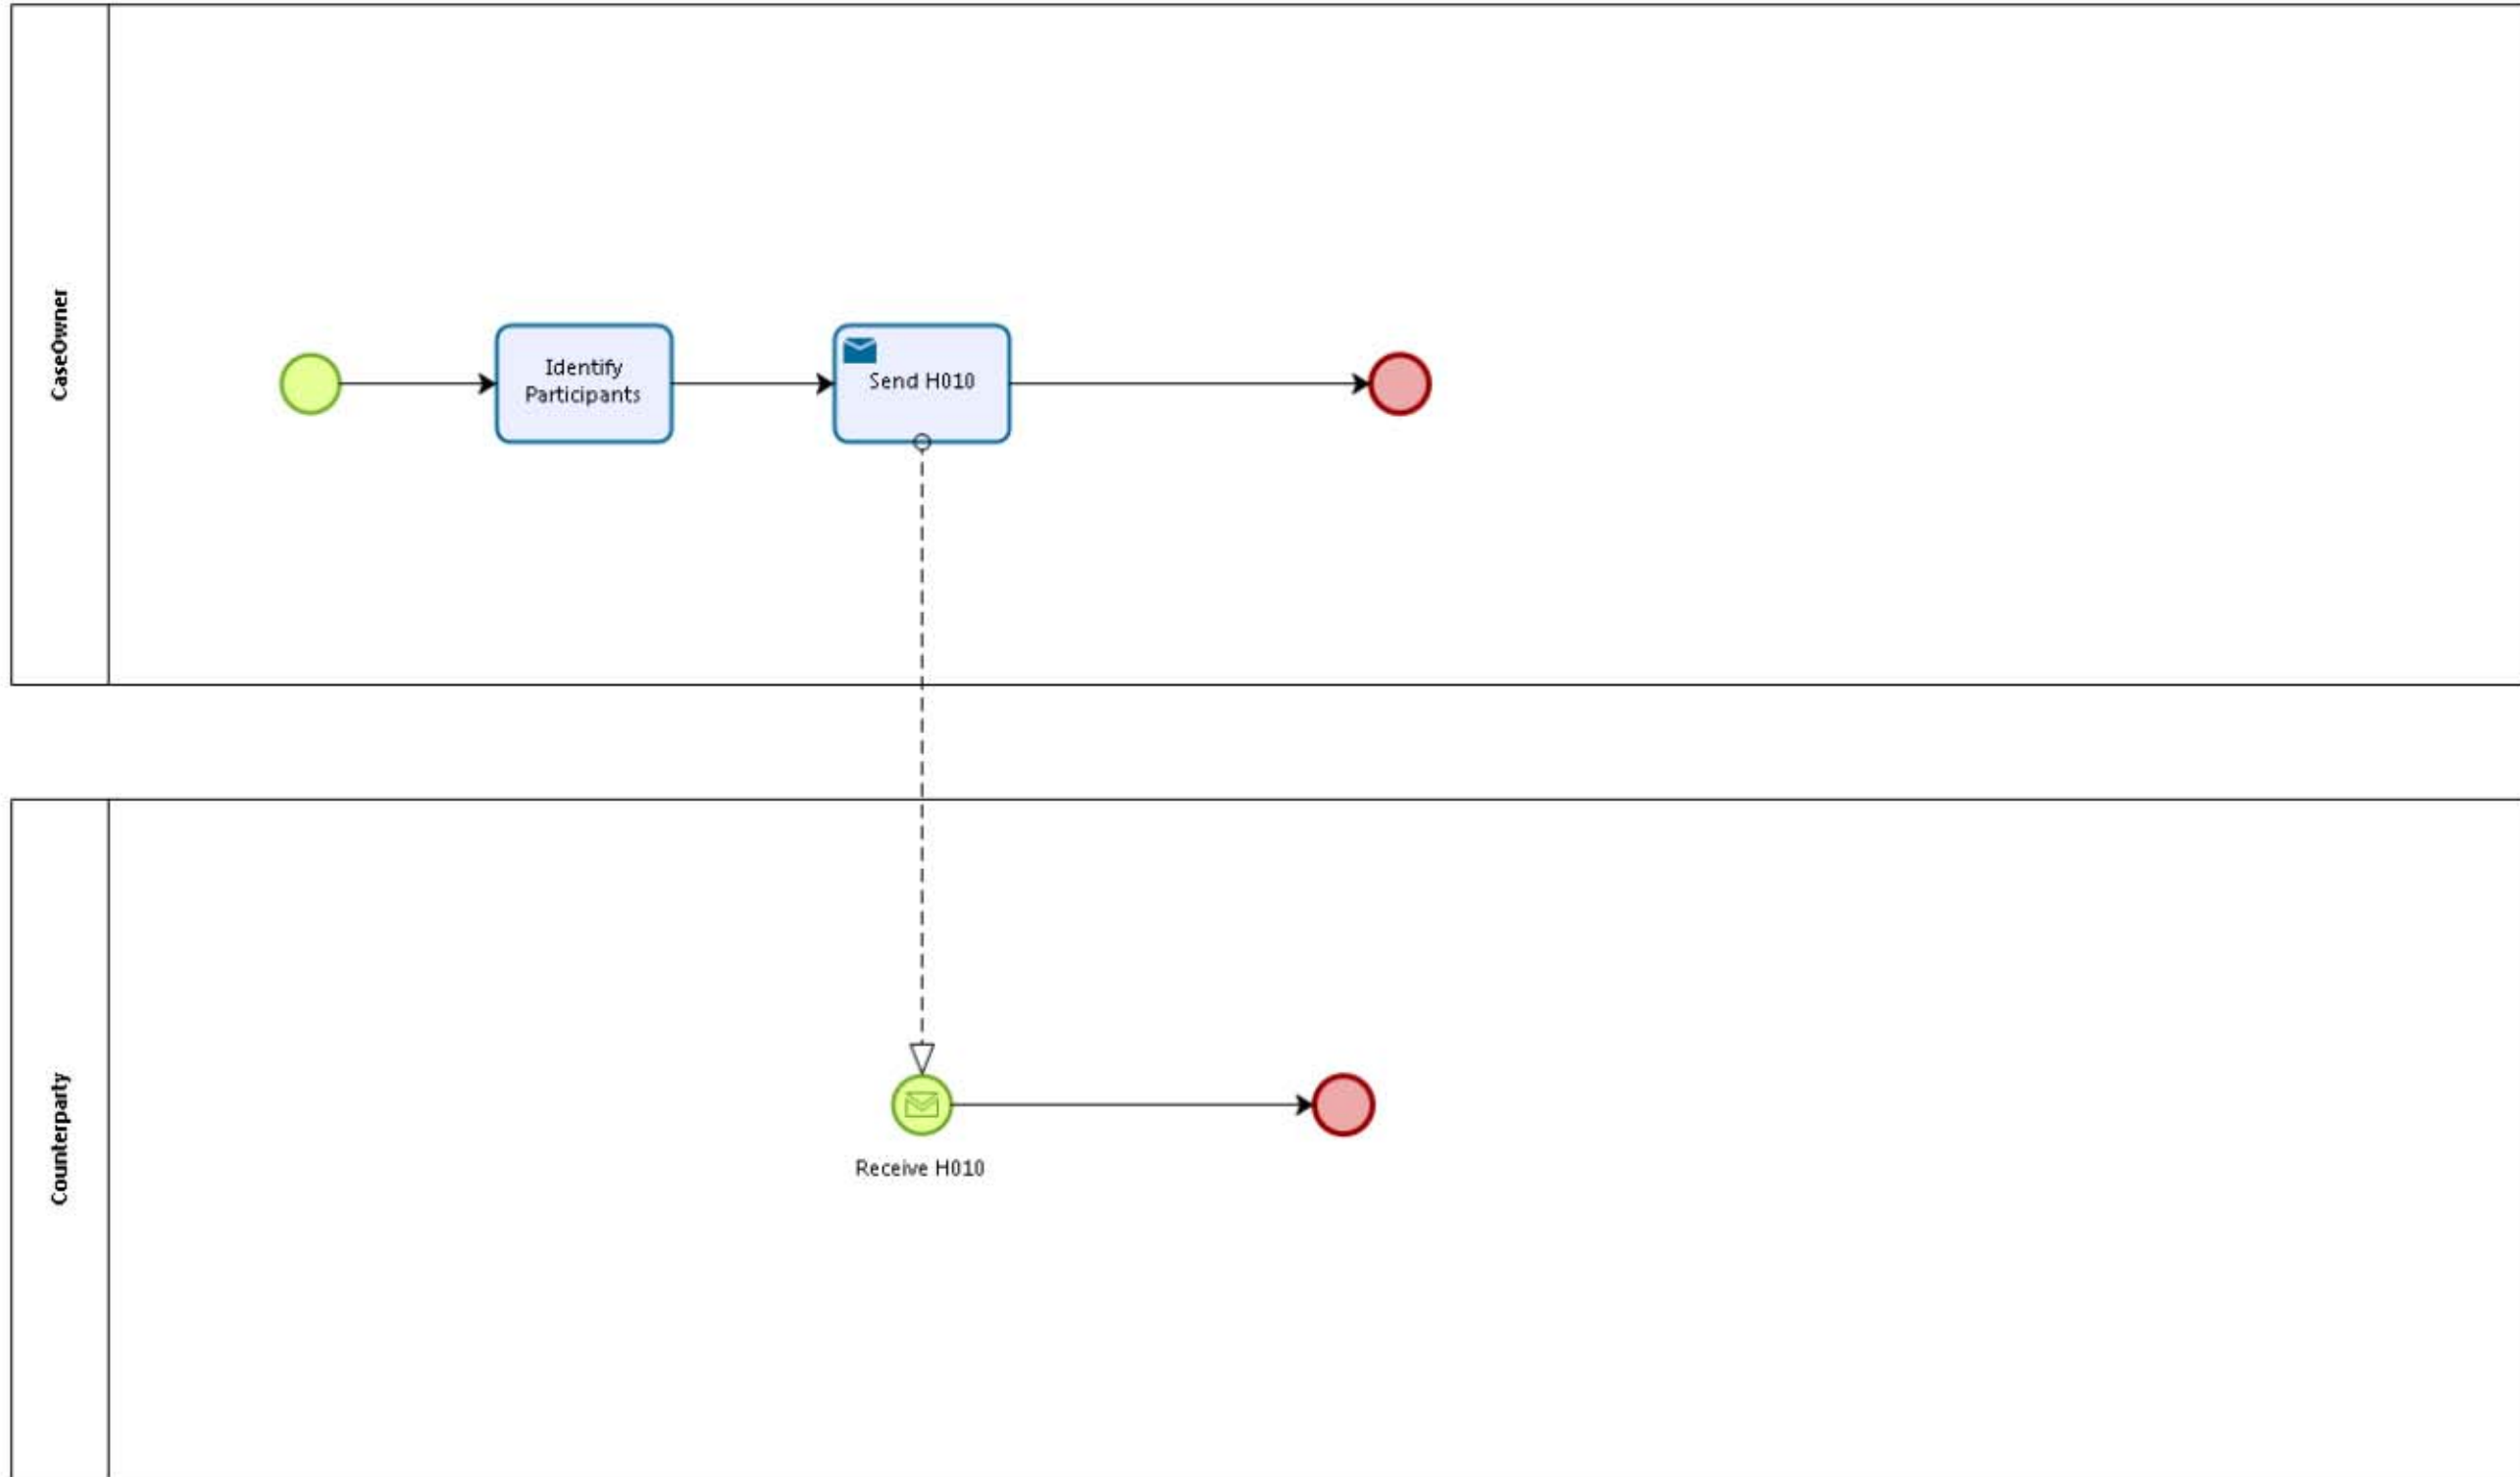 CaseOwner
Identify
Participants
Send H010
Counterparty
Receive H010